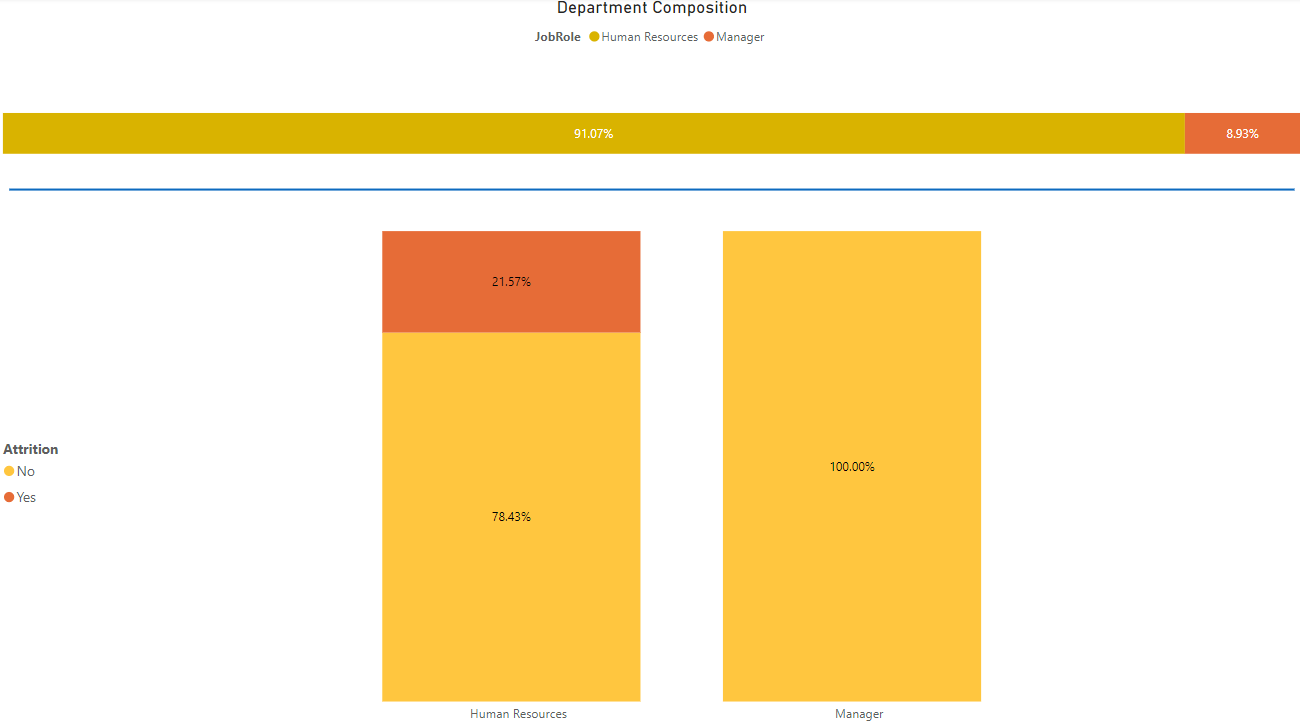 Department Composition
JobRole Human Resources Manager
91.07% 8.93%
21.57%
Attrition
No
Yes
100.00%
78.43%
Human Resources Manager